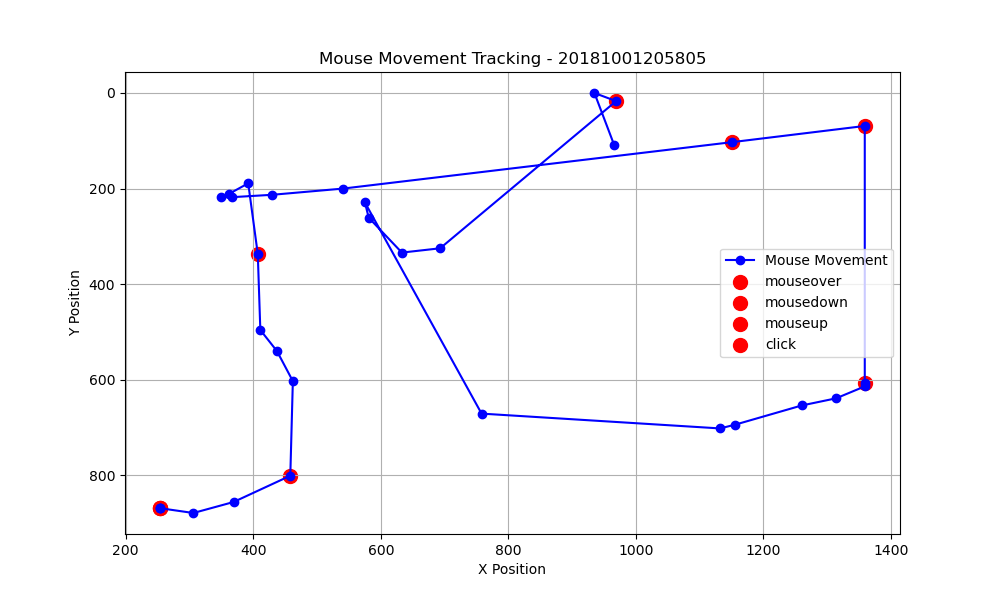 Mouse Movement Tracking - 20181001205805
0
200
400
600
800
Y Position
Mouse Movement
mouseover
mousedown
mouseup
click
200 400 600 800 1000 1200 1400
X Position